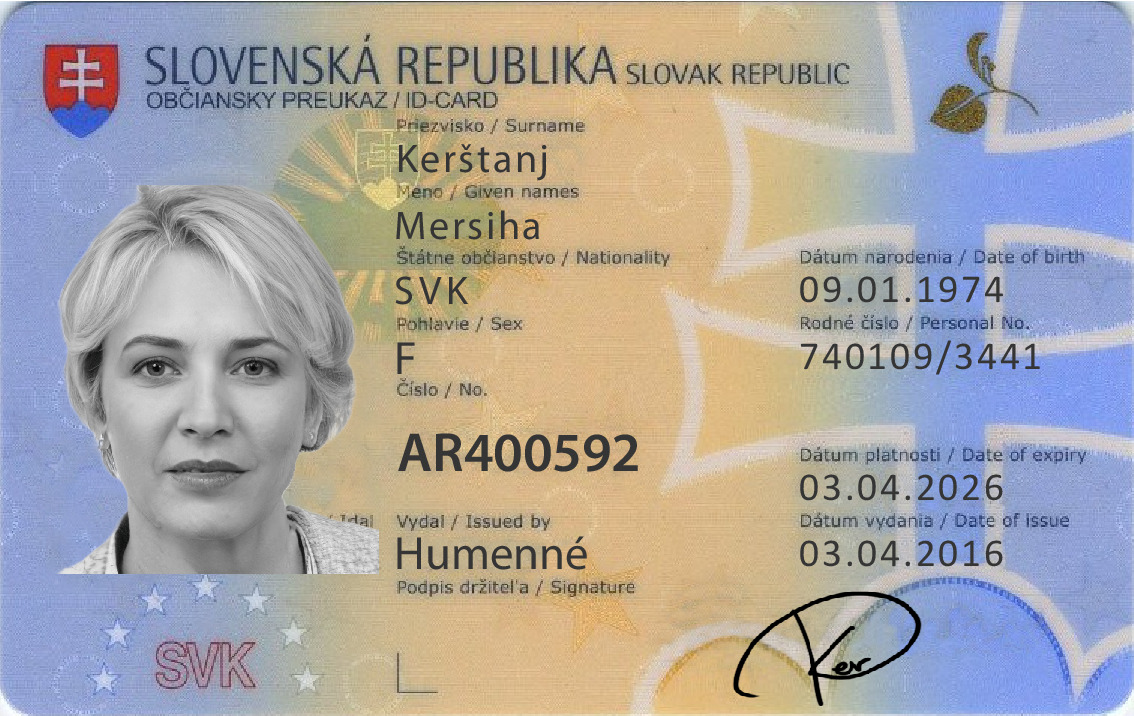 SLOVENSKÁ REPUBLIKA SLOVAK REPUBLIC
OBČIANSKY PREUKAZ / ID-CARD
Priezvisko / Surname
Kerštanj
Meno / Given names
Mersiha
Štátne občianstvo / Nationality
SVK
Dátum narodenia / Date of birth
09.01.1974
Pohlavie / Sex
F
Rodné číslo / Personal No.
740109/3441
Číslo / No.
AR400592
Dátum platnosti / Date of expiry
03.04.2026
/ Idal
Vydal / Issued by
Humenné
Dátum vydania / Date of issue
03.04.2016
Podpis držiteľa / Signature
Ker
SVK